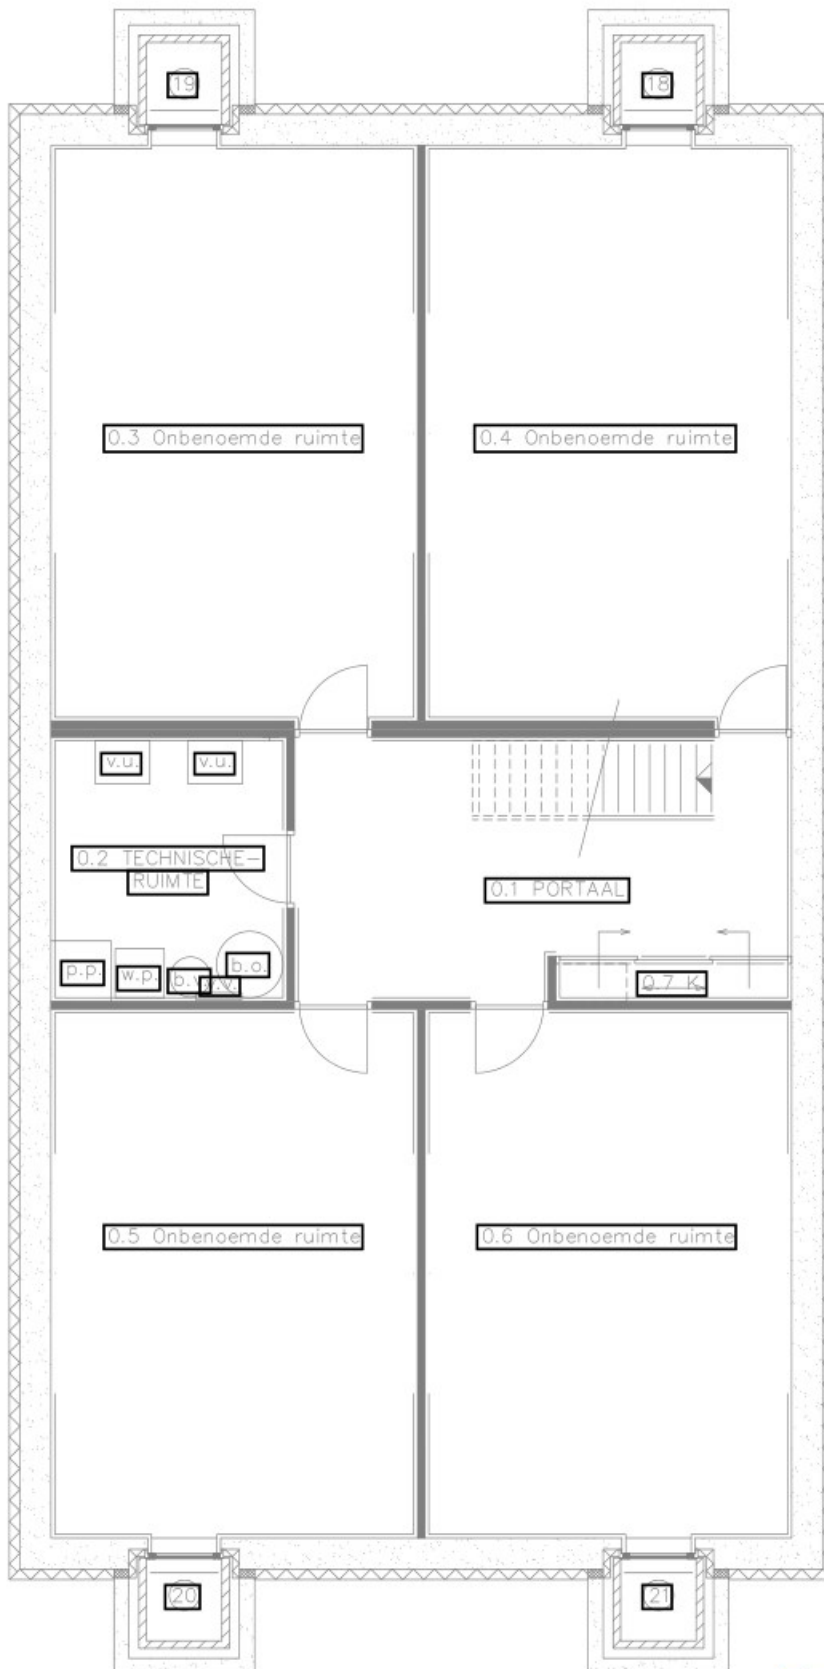 19
18
0.3 Onbenoemde ruimte
0.4 Onbenoemde ruimte
v.u.
v.u.
0.2 TECHNISCHE-
RUIMTE
0.1 PORTAAL
p.p.
w.p.
b.v.
b.o.
0.7 K
0.5 Onbenoemde ruimte
0.6 Onbenoemde ruimte
20
21